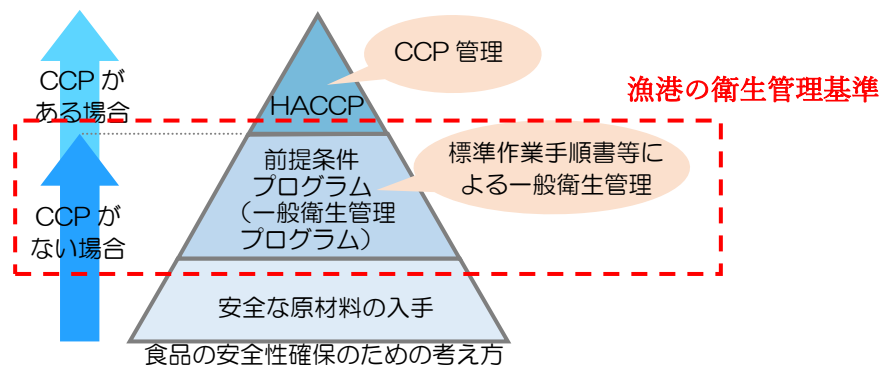 CCP が
ある場合
CCP 管理
HACCP
漁港の衛生管理基準
前提条件
プログラム
（一般衛生管理
プログラム）
標準作業手順書等に
よる一般衛生管理
CCP が
ない場合
安全な原材料の入手
食品の安全性確保のための考え方